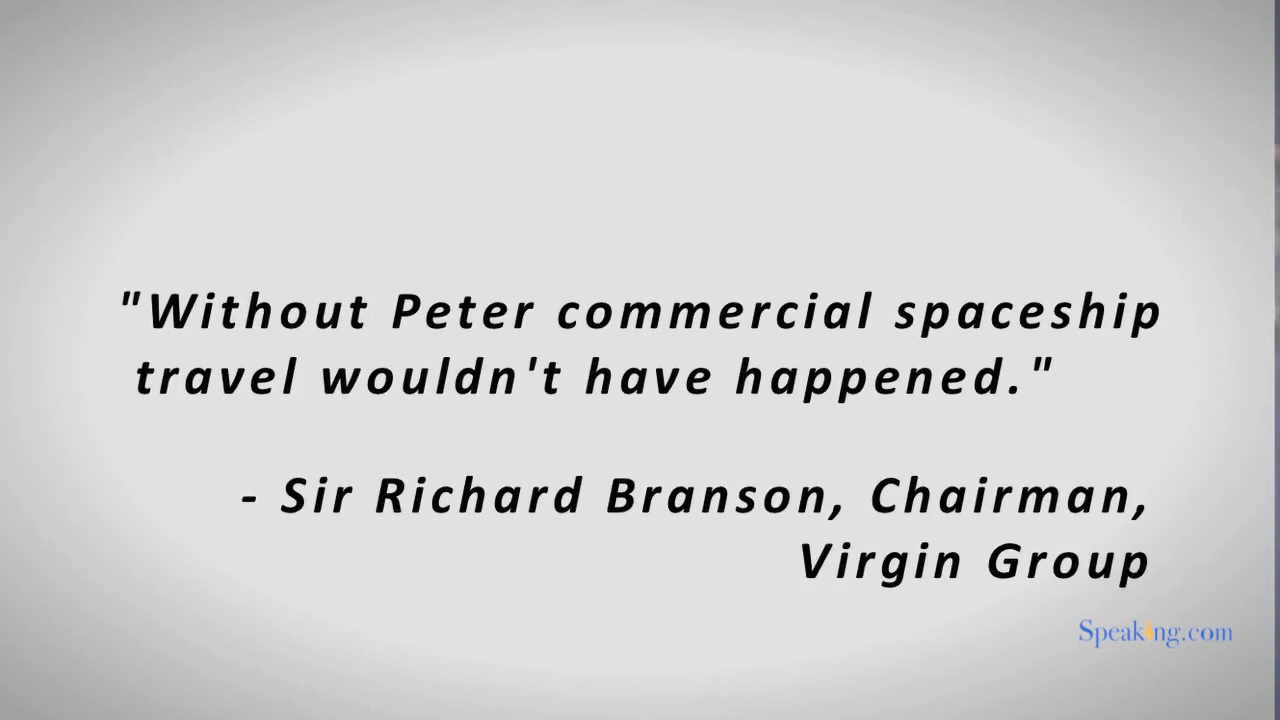 "Without Peter commercial spaceship
travel wouldn't have happened."
- Sir Richard Branson, Chairman,
Virgin Group
Speaking.com